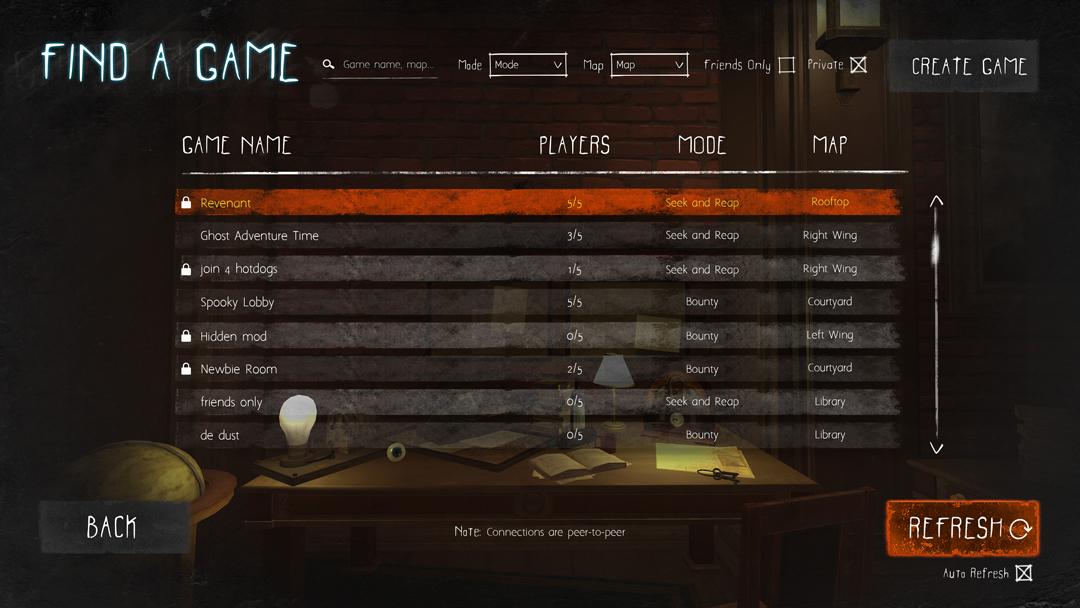 FIND A GAME
Game name, map...
Mode Mode
Map Map
Friends Only
Private
CREATE GAME
GAME NAME PLAYERS MODE MAP
Revenant 5/5 Seek and Reap Rooftop
Ghost Adventure Time 3/5 Seek and Reap Right Wing
join 4 hotdogs 1/5 Seek and Reap Right Wing
Spooky Lobby 5/5 Bounty Courtyard
Hidden mod 0/5 Bounty Left Wing
Newbie Room 2/5 Bounty Courtyard
friends only 0/5 Seek and Reap Library
de dust 0/5 Bounty Library
BACK
Note: Connections are peer-to-peer
REFRESH
Auto Refresh